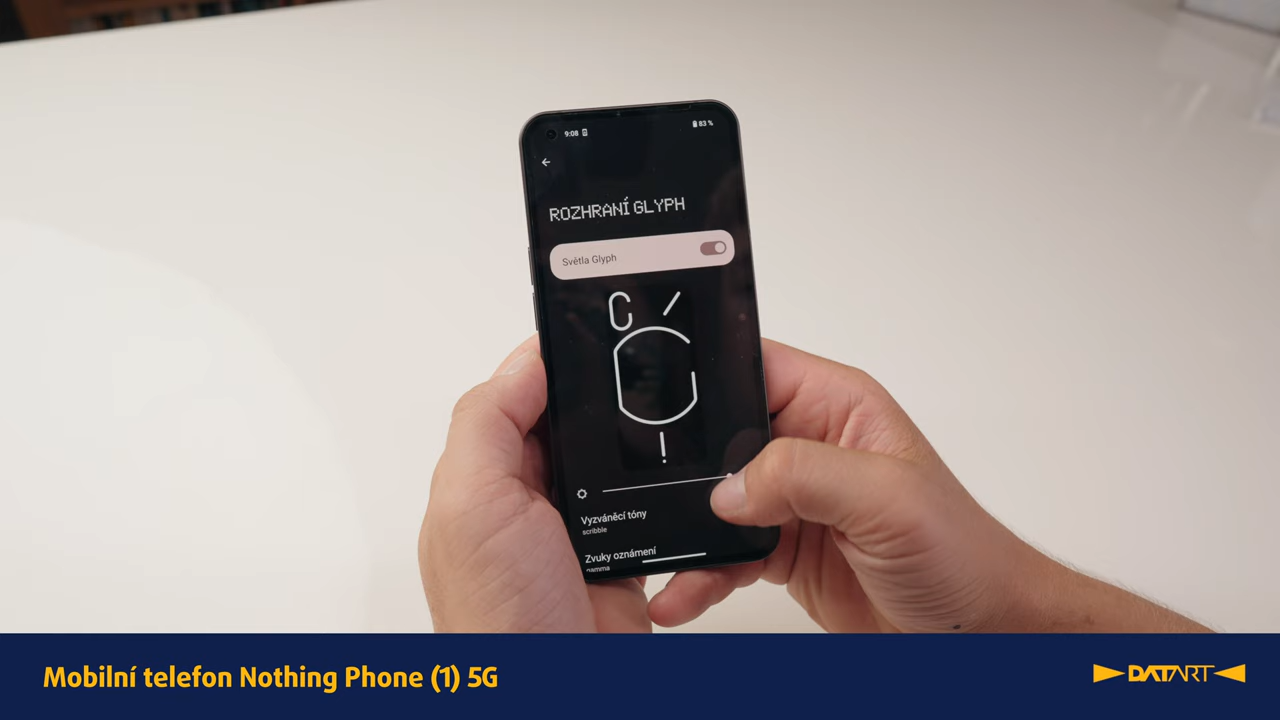 9:08
83 %
ROZHRANÍ GLYPH
Světla Glyph
Vyzváněcí tóny
scribble
Zvuky oznámení
gamma
Mobilní telefon Nothing Phone (1) 5G
DATART